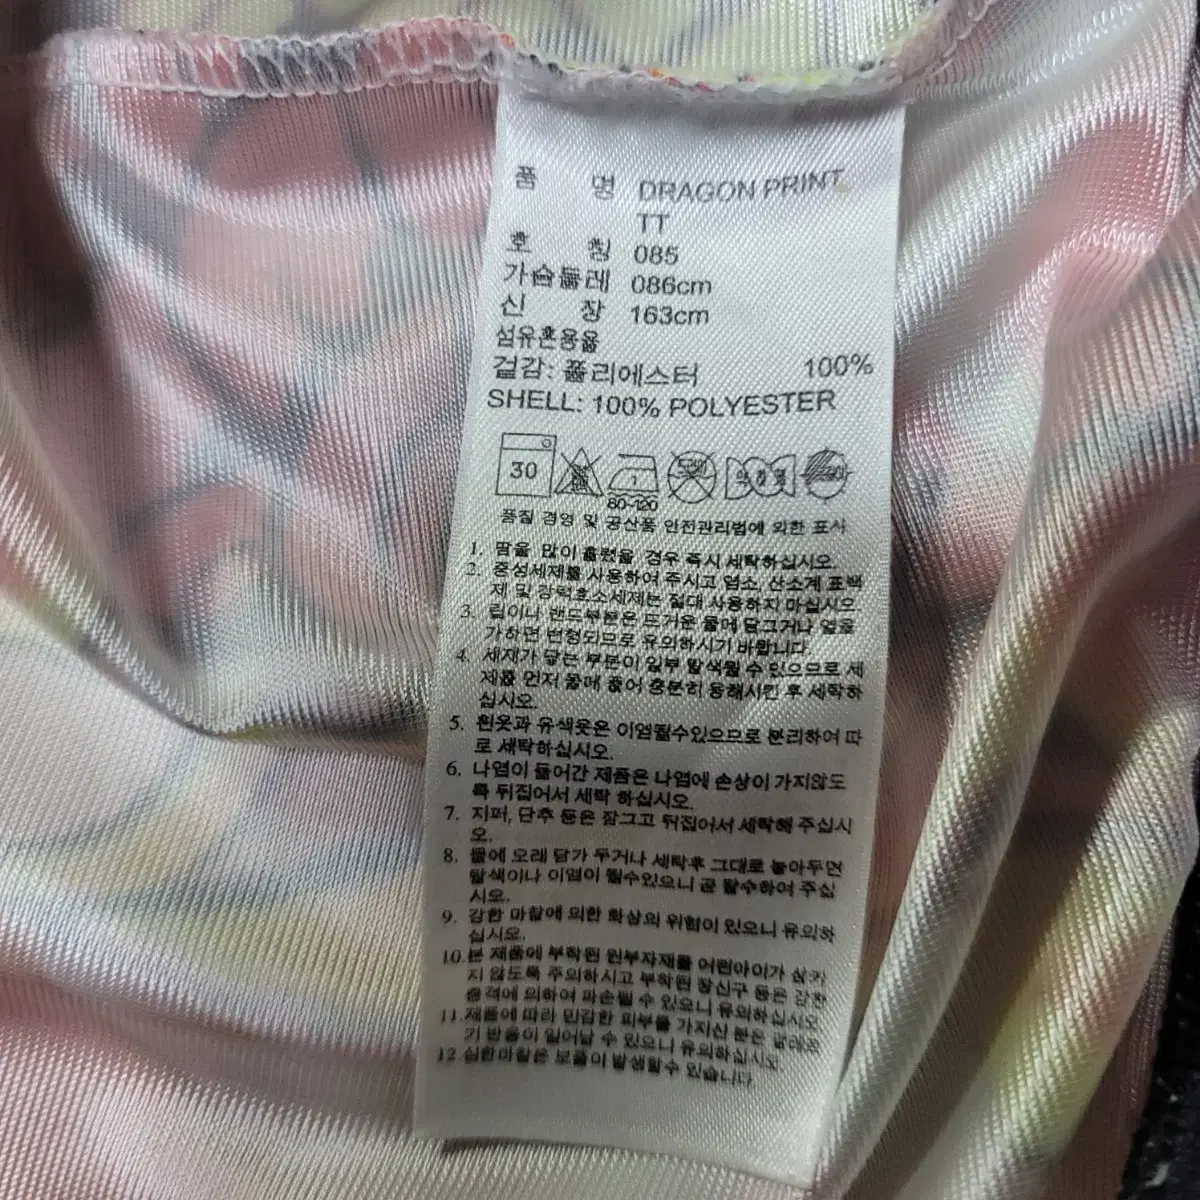 품 명 DRAGON PRINT
TT
호 칭 085
가슴둘레 086cm
신 장 163cm
섬유혼용율
겉감: 폴리에스터 100%
SHELL: 100% POLYESTER
30
80~120
품질 경영 및 공산품 안전관리법에 의한 표시
1. 땀을 많이 흘렸을 경우 즉시 세탁하십시오.
2. 중성세제를 사용하여 주시고 염소, 산소계 표백
제 및 강력효소세제는 절대 사용하지 마십시오.
3. 립이나 밴드부분은 뜨거운 물에 담그거나 열을
가하면 변형되므로 유의하시기 바랍니다.
4. 세제가 닿는 부분이 일부 탈색될 수 있으므로 세
제를 먼저 물에 풀어 충분히 용해시킨 후 세탁하
십시오.
5. 흰옷과 유색옷은 이염될수있으므로 분리하여 따
로 세탁하십시오.
6. 나염이 들어간 제품은 나염에 손상이 가지않도
록 뒤집어서 세탁 하십시오.
7. 지퍼, 단추 등은 잠그고 뒤집어서 세탁해 주십시
오.
8. 물에 오래 담가 두거나 세탁후 그대로 놓아두면
탈색이나 이염이 될수있으니 곧 탈수하여 주십
시오.
9. 강한 마찰에 의한 화상의 위험이 있으니 유의하
십시오.
10.본 제품에 부착된 원부자재를 어린아이가 삼키
지 않도록 주의하시고 부착된 장신구 등은 강한
충격에 의하여 파손될 수 있으니 유의하십시오
11.제품에 따라 민감한 피부를 가지신 분은 알레르
기 반응이 일어날 수 있으니 유의하십시오
12 심한마찰은 보풀이 발생할수 있습니다